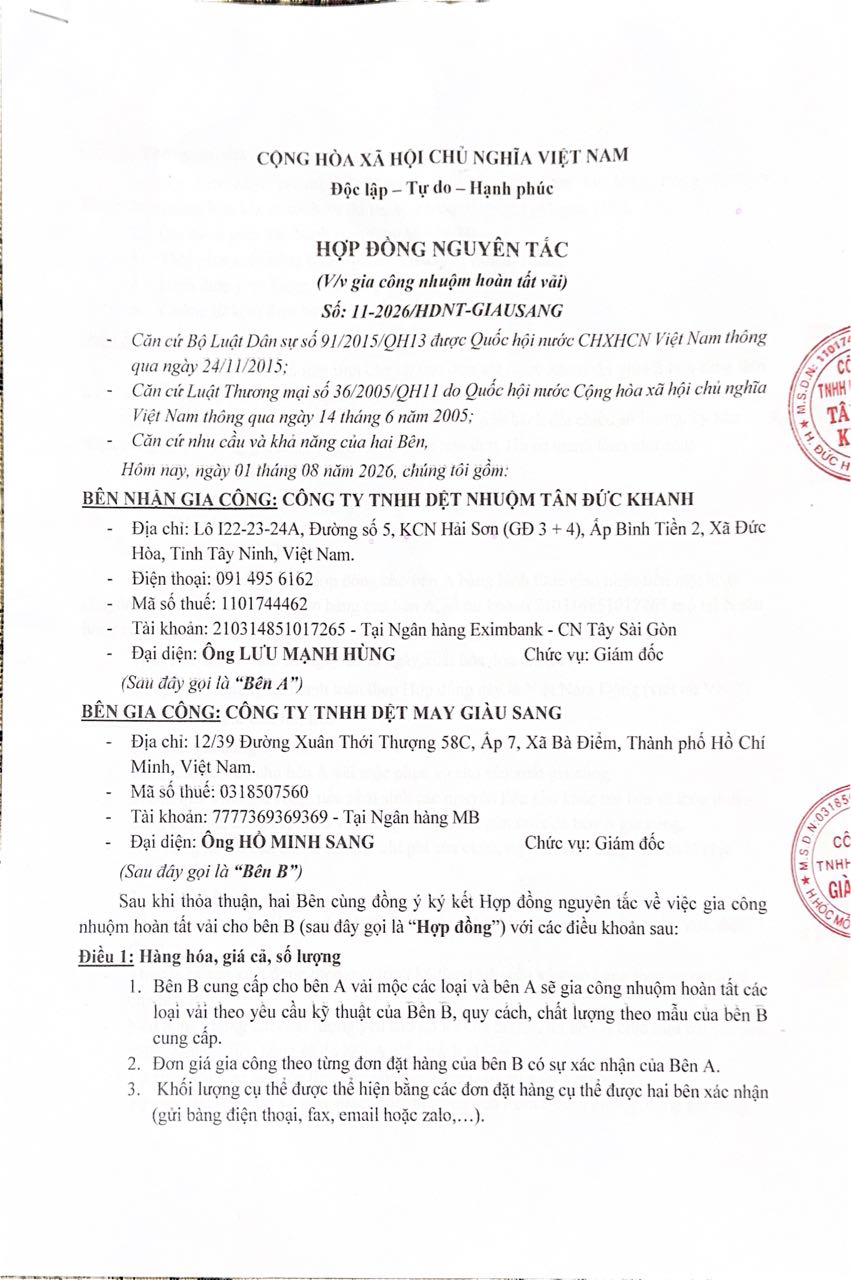 CỘNG HÒA XÃ HỘI CHỦ NGHĨA VIỆT NAM
Độc lập – Tự do – Hạnh phúc
HỢP ĐỒNG NGUYÊN TẮC
(V/v gia công nhuộm hoàn tất vải)
Số: 11-2026/HDNT-GIAUSANG
- Căn cứ Bộ Luật Dân sự số 91/2015/QH13 được Quốc hội nước CHXHCN Việt Nam thông
qua ngày 24/11/2015;
- Căn cứ Luật Thương mại số 36/2005/QH11 do Quốc hội nước Cộng hòa xã hội chủ nghĩa
Việt Nam thông qua ngày 14 tháng 6 năm 2005;
- Căn cứ nhu cầu và khả năng của hai Bên,
Hôm nay, ngày 01 tháng 08 năm 2026, chúng tôi gồm:
BÊN NHẬN GIA CÔNG: CÔNG TY TNHH DỆT NHUỘM TÂN ĐỨC KHANH
- Địa chỉ: Lô I22-23-24A, Đường số 5, KCN Hải Sơn (GĐ 3 + 4), Ấp Bình Tiền 2, Xã Đức
Hòa, Tỉnh Tây Ninh, Việt Nam.
- Điện thoại: 091 495 6162
- Mã số thuế: 1101744462
- Tài khoản: 210314851017265 - Tại Ngân hàng Eximbank - CN Tây Sài Gòn
- Đại diện: Ông LƯU MẠNH HÙNG Chức vụ: Giám đốc
(Sau đây gọi là “Bên A”)
BÊN GIA CÔNG: CÔNG TY TNHH DỆT MAY GIÀU SANG
- Địa chỉ: 12/39 Đường Xuân Thới Thượng 58C, Ấp 7, Xã Bà Điểm, Thành phố Hồ Chí
Minh, Việt Nam.
- Mã số thuế: 0318507560
- Tài khoản: 7777369369369 - Tại Ngân hàng MB
- Đại diện: Ông HỒ MINH SANG Chức vụ: Giám đốc
(Sau đây gọi là “Bên B”)
Sau khi thỏa thuận, hai Bên cùng đồng ý ký kết Hợp đồng nguyên tắc về việc gia công
nhuộm hoàn tất vải cho bên B (sau đây gọi là “Hợp đồng”) với các điều khoản sau:
Điều 1: Hàng hóa, giá cả, số lượng
1. Bên B cung cấp cho bên A vải mộc các loại và bên A sẽ gia công nhuộm hoàn tất các
loại vải theo yêu cầu kỹ thuật của Bên B, quy cách, chất lượng theo mẫu của bên B
cung cấp.
2. Đơn giá gia công theo từng đơn đặt hàng của bên B có sự xác nhận của Bên A.
3. Khối lượng cụ thể được thể hiện bằng các đơn đặt hàng cụ thể được hai bên xác nhận
(gửi bằng điện thoại, fax, email hoặc zalo,…).